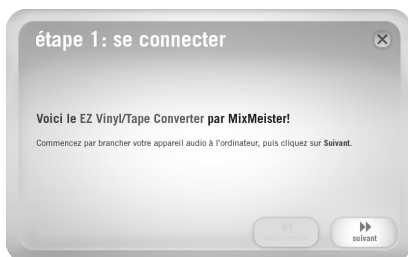 étape 1: se connecter
Voici le EZ Vinyl/Tape Converter par MixMeister!
Commencez par brancher votre appareil audio à l'ordinateur, puis cliquez sur Suivant.
suivant